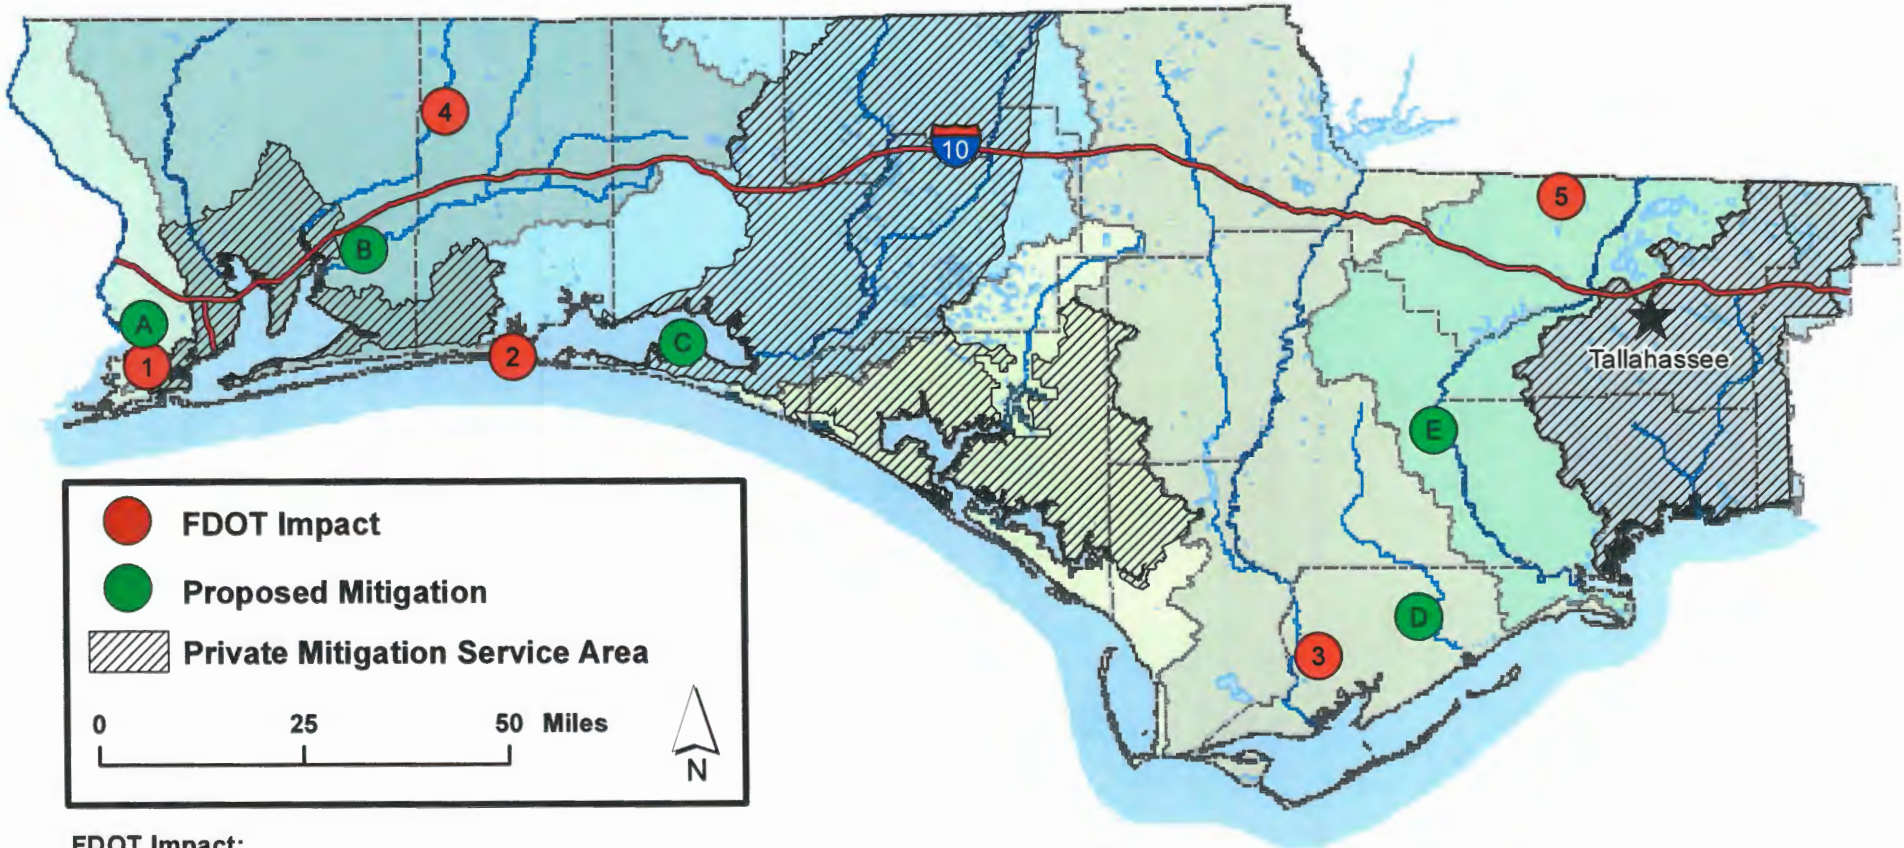 4
10
5
B
A
1
2
C
Tallahassee
E
FDOT Impact
Proposed Mitigation
Private Mitigation Service Area
D
3
0 25 50 Miles
N
FDOT Impact: